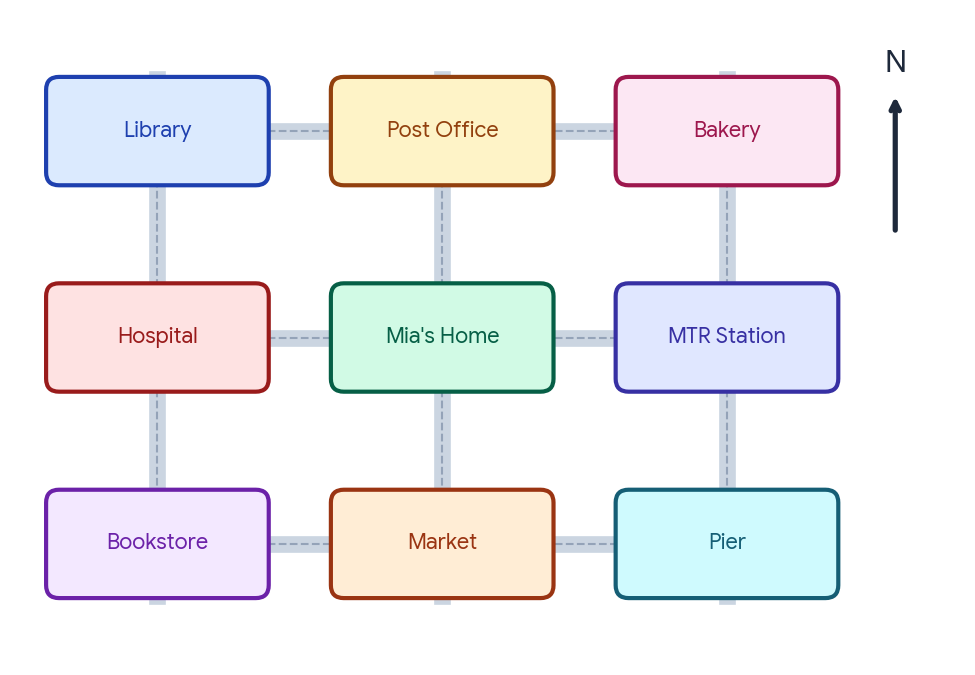 N
Library
Post Office
Bakery
Hospital
Mia's Home
MTR Station
Bookstore
Market
Pier